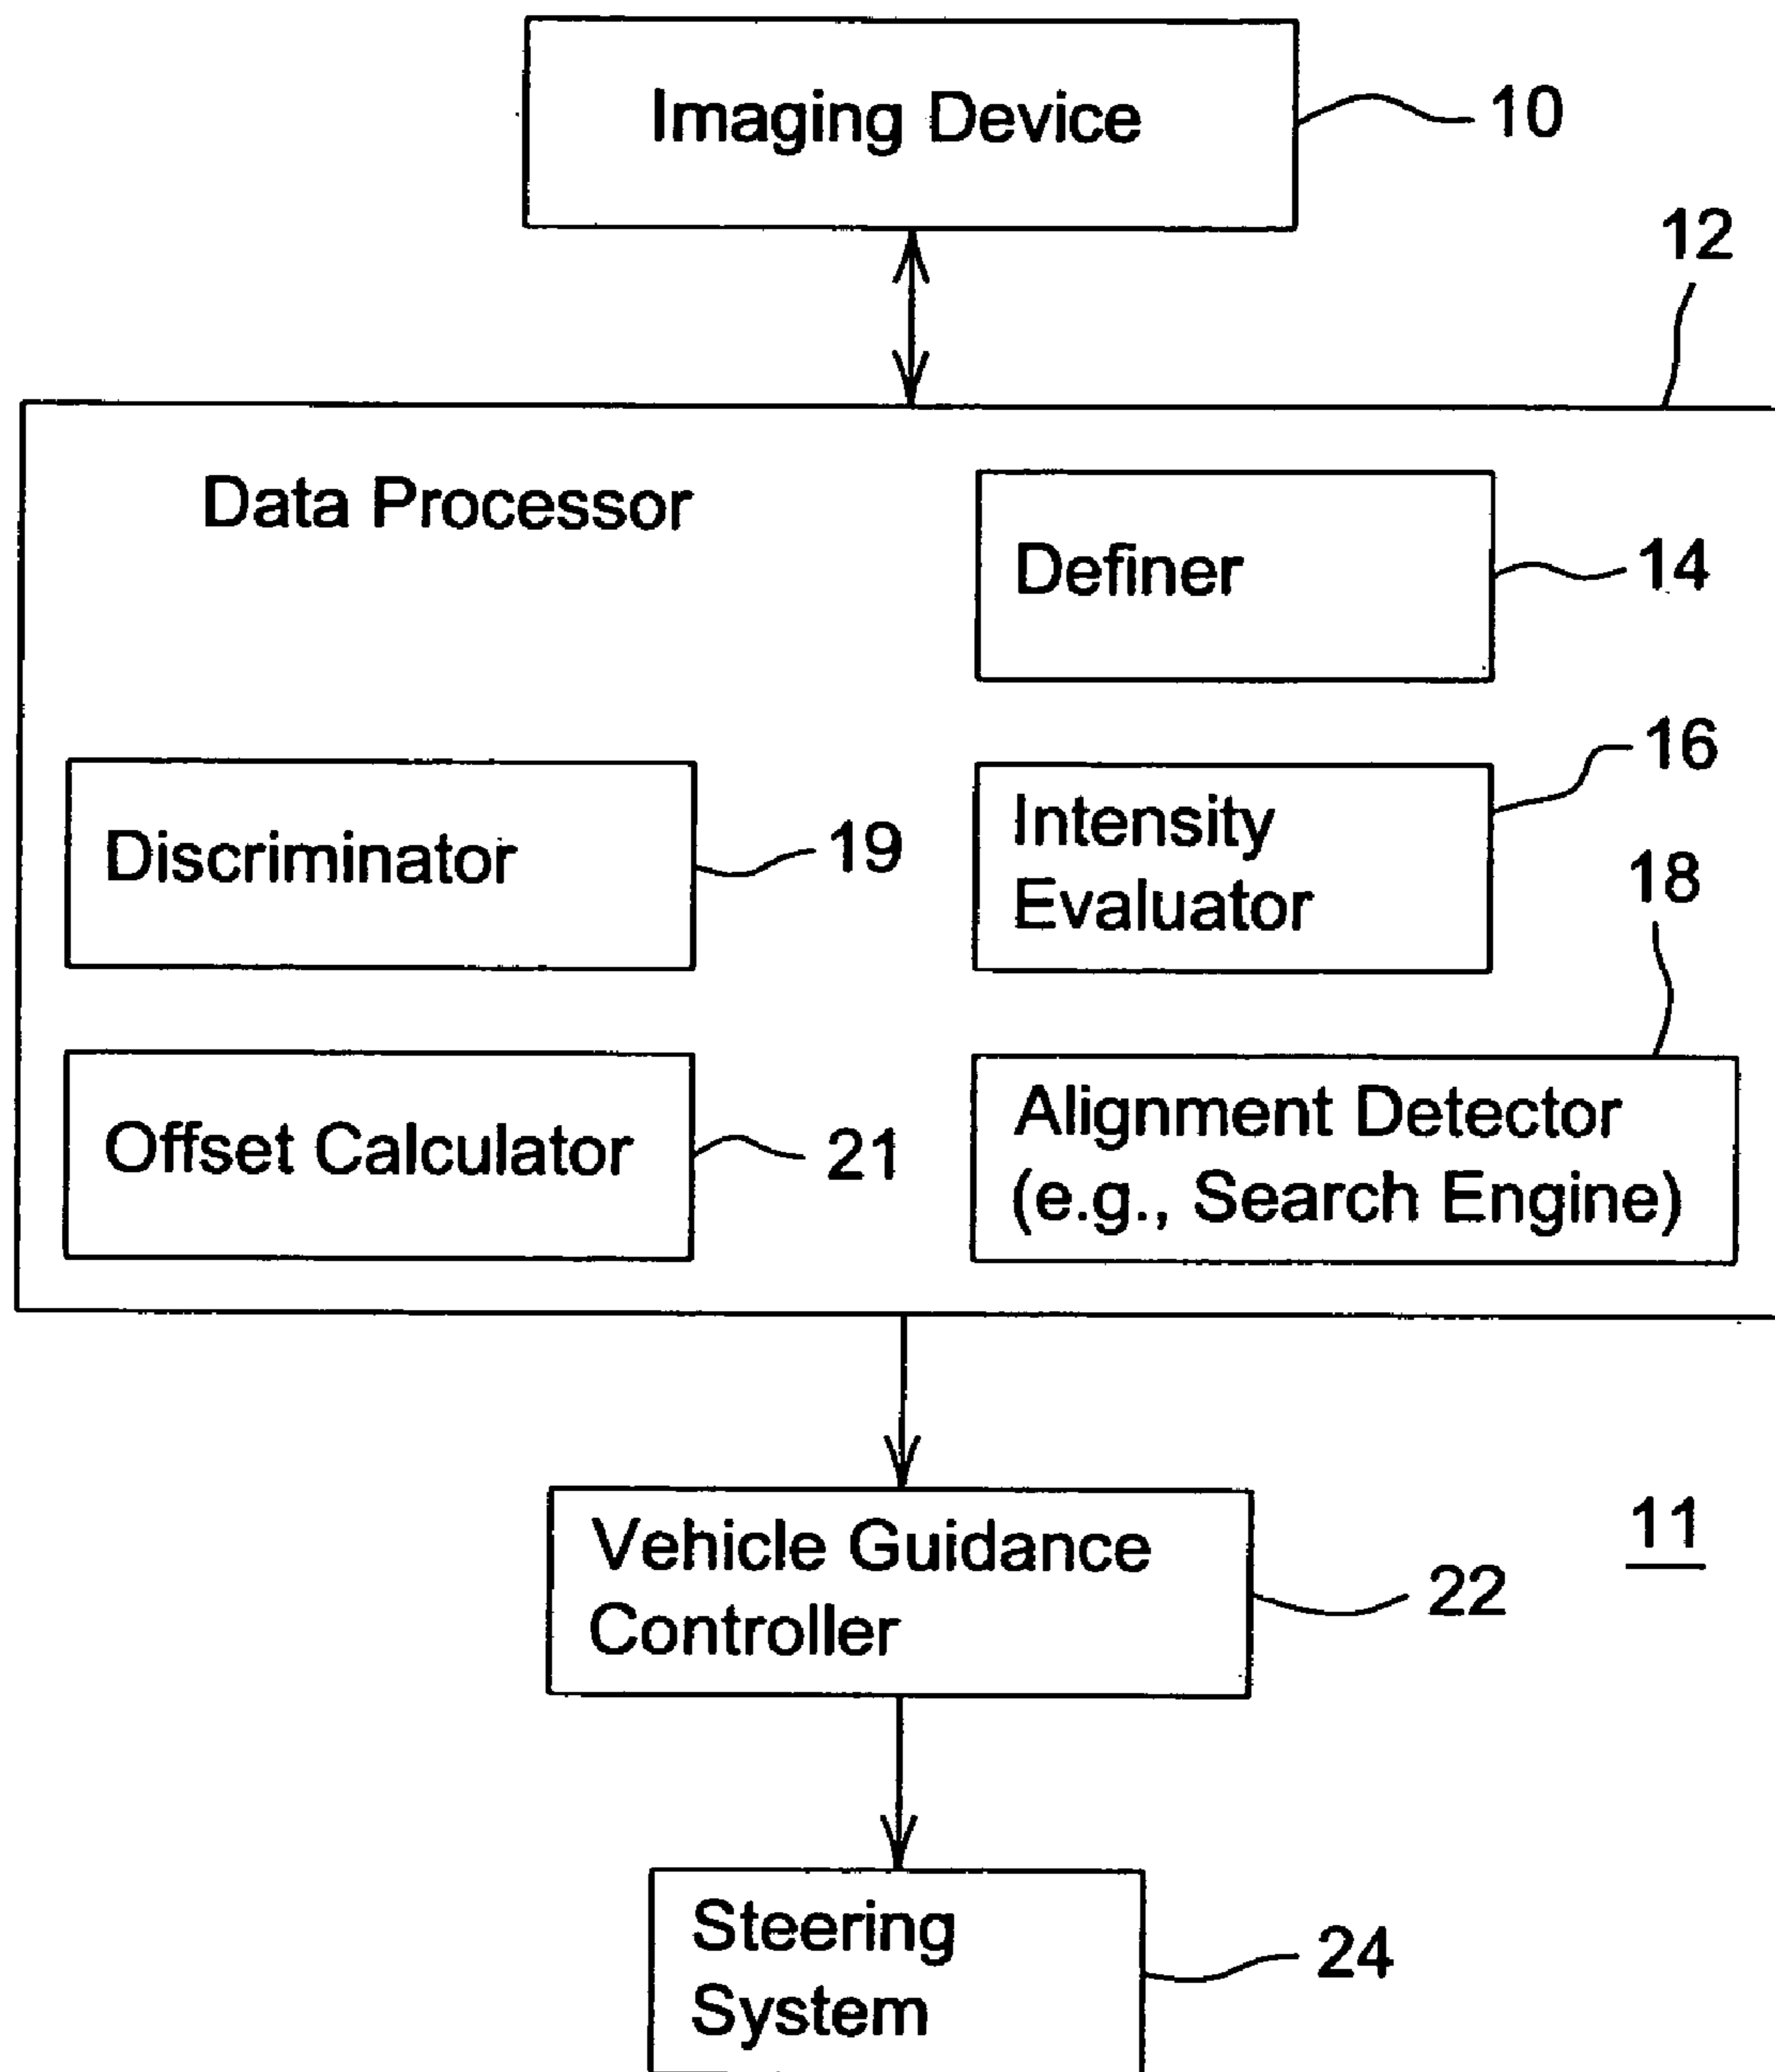 Imaging Device
10
12
Data Processor
Definer
14
Discriminator
19
Intensity
Evaluator
16
18
Offset Calculator
21
Alignment Detector
(e.g., Search Engine)
Vehicle Guidance
Controller
22
11
Steering
System
24